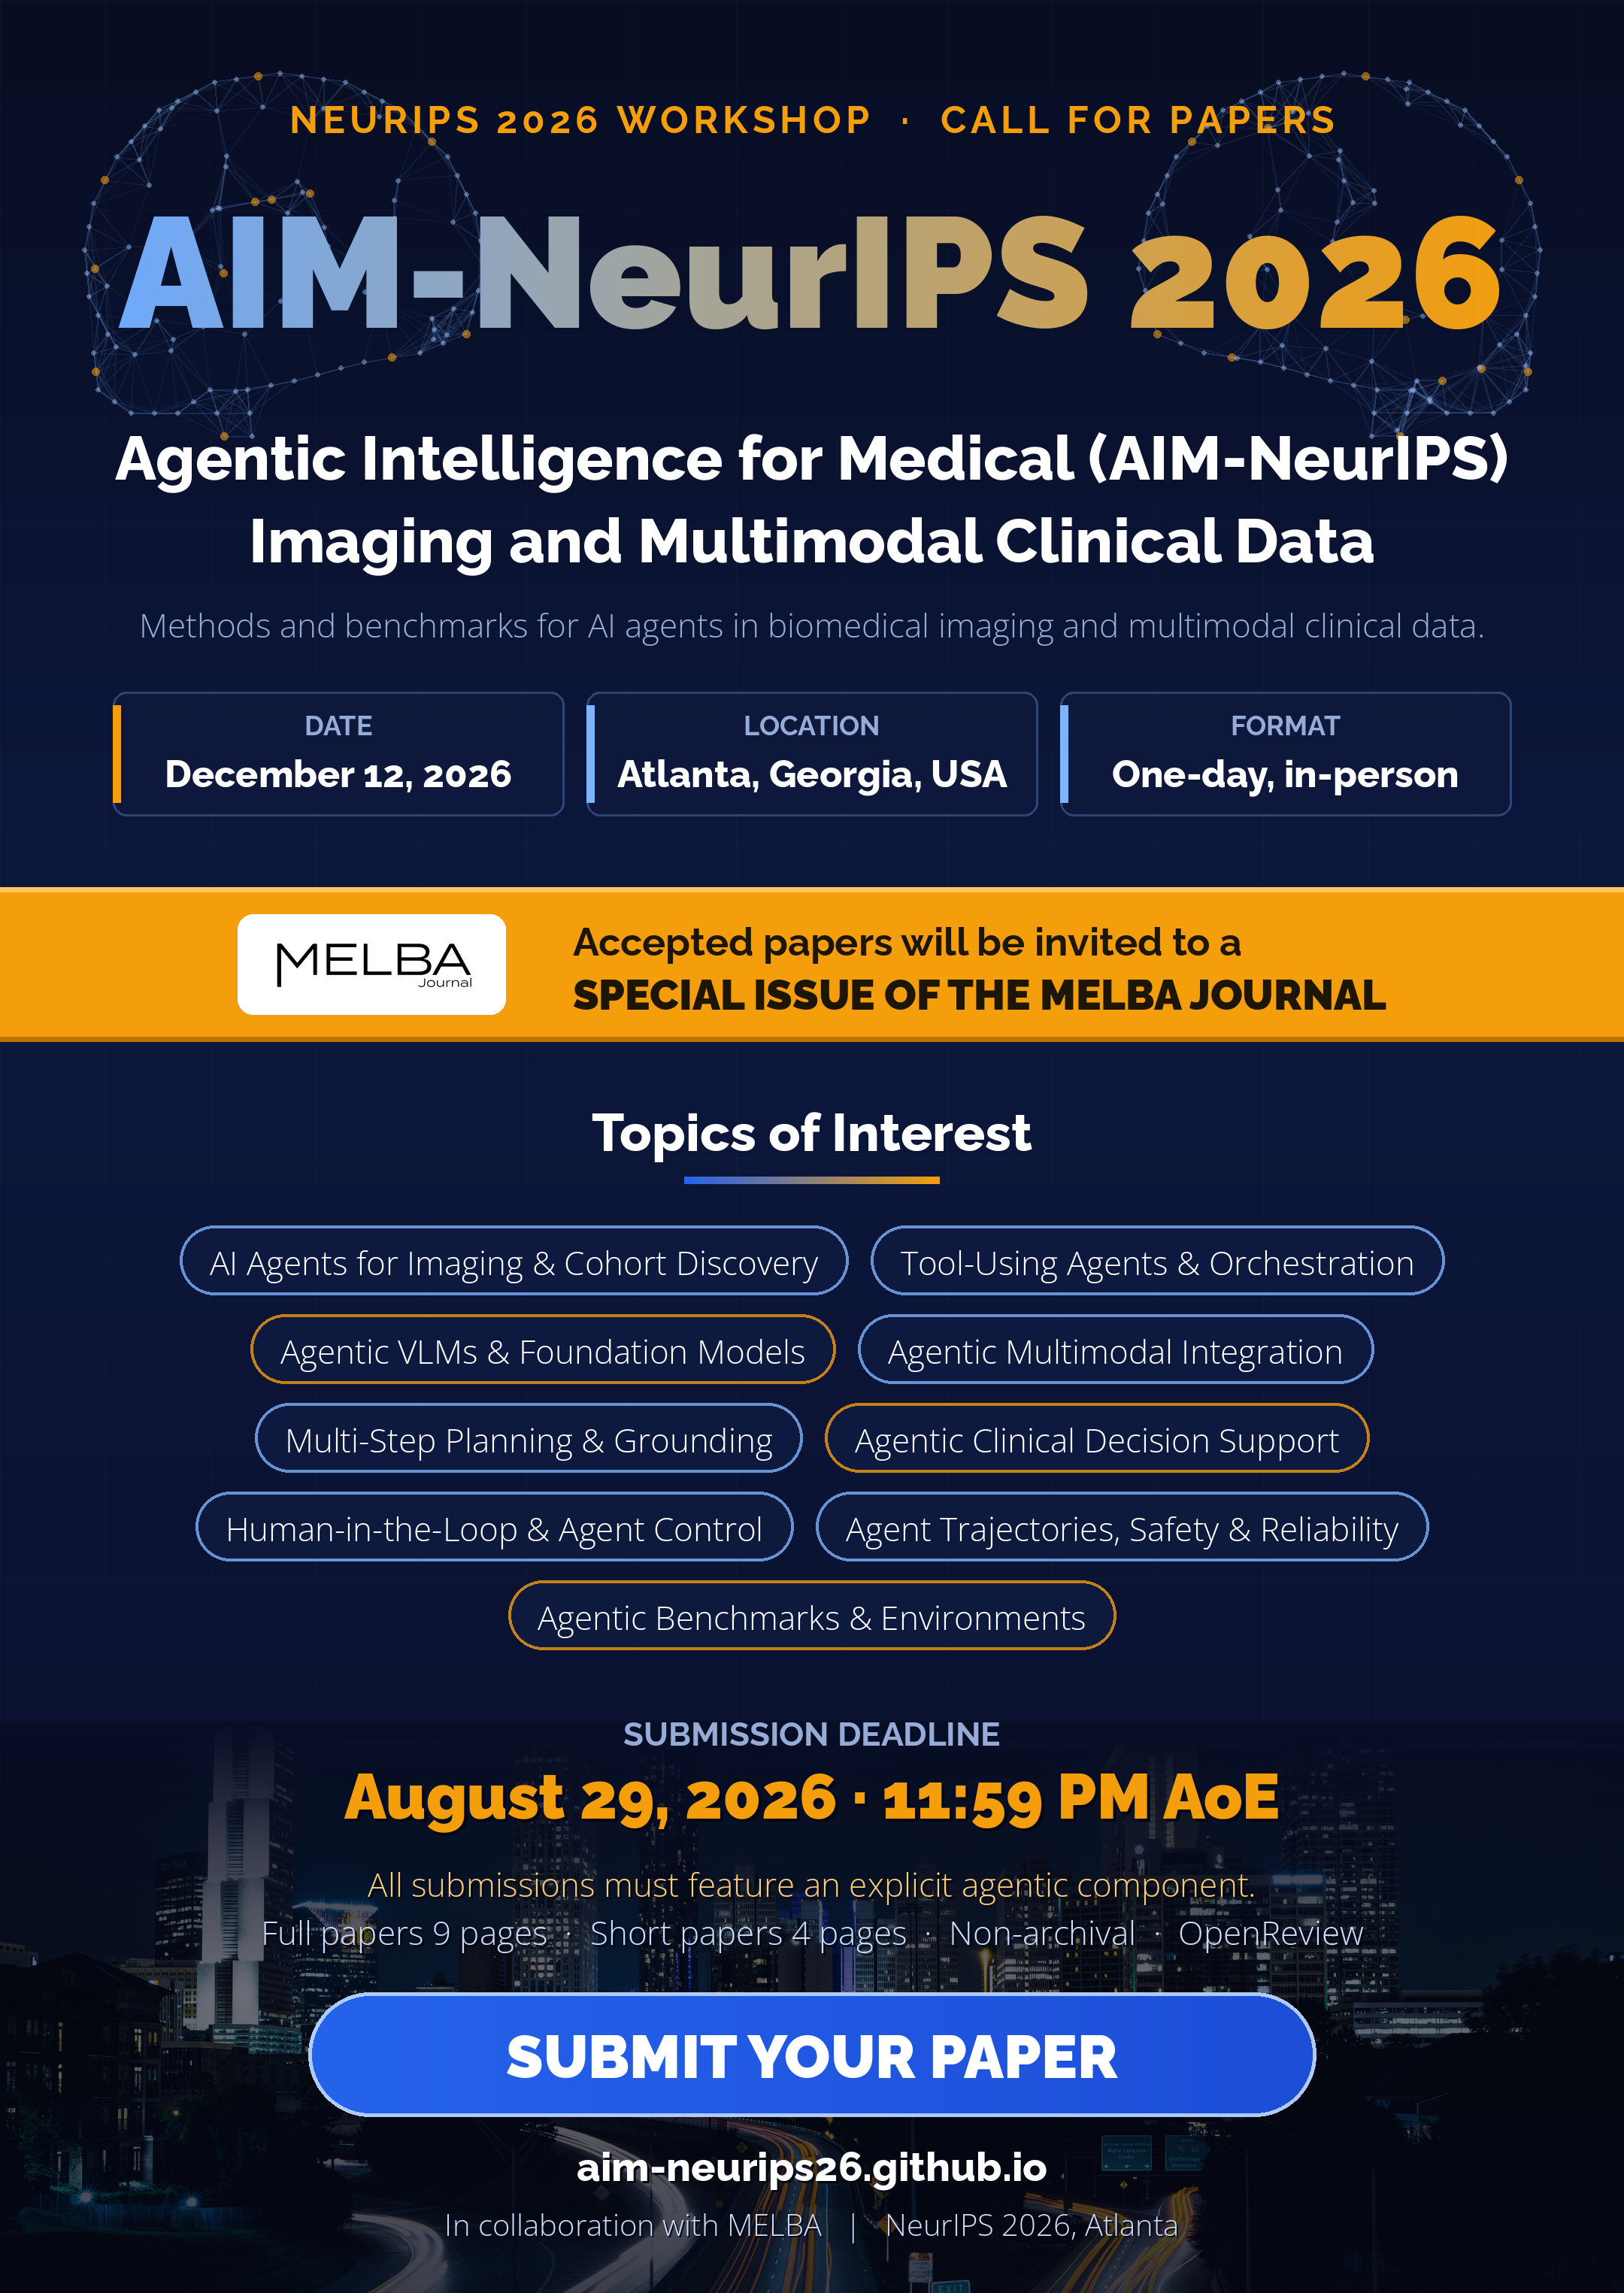 NEURIPS 2026 WORKSHOP · CALL FOR PAPERS
AIM-NeurIPS 2026
Agentic Intelligence for Medical (AIM-NeurIPS)
Imaging and Multimodal Clinical Data
Methods and benchmarks for AI agents in biomedical imaging and multimodal clinical data.
DATE
December 12, 2026
LOCATION
Atlanta, Georgia, USA
FORMAT
One-day, in-person
MELBA
Journal
Accepted papers will be invited to a
SPECIAL ISSUE OF THE MELBA JOURNAL
Topics of Interest
AI Agents for Imaging & Cohort Discovery
Tool-Using Agents & Orchestration
Agentic VLMs & Foundation Models
Agentic Multimodal Integration
Multi-Step Planning & Grounding
Agentic Clinical Decision Support
Human-in-the-Loop & Agent Control
Agent Trajectories, Safety & Reliability
Agentic Benchmarks & Environments
SUBMISSION DEADLINE
August 29, 2026 · 11:59 PM AoE
All submissions must feature an explicit agentic component.
Full papers 9 pages · Short papers 4 pages · Non-archival · OpenReview
SUBMIT YOUR PAPER
aim-neurips26.github.io
In collaboration with MELBA | NeurIPS 2026, Atlanta
EXIT